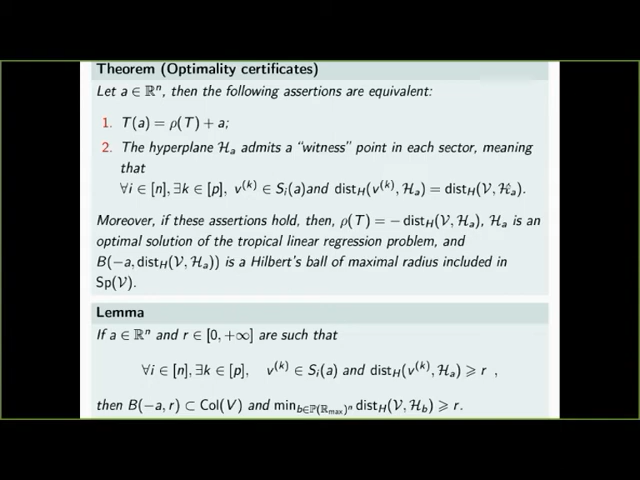 Theorem (Optimality certificates)
Let a ∈ ℝⁿ, then the following assertions are equivalent:
1. T(a) = ρ(T) + a;
2. The hyperplane ℋₐ admits a "witness" point in each sector, meaning
that
∀i ∈ [n], ∃k ∈ [p], v⁽ᵏ⁾ ∈ Sᵢ(a) and dist_H(v⁽ᵏ⁾, ℋₐ) = dist_H(𝒱, ℋₐ).
Moreover, if these assertions hold, then, ρ(T) = − dist_H(𝒱, ℋₐ), ℋₐ is an
optimal solution of the tropical linear regression problem, and
B(−a, dist_H(𝒱, ℋₐ)) is a Hilbert's ball of maximal radius included in
Sp(𝒱).
Lemma
If a ∈ ℝⁿ and r ∈ [0, +∞] are such that
∀i ∈ [n], ∃k ∈ [p], v⁽ᵏ⁾ ∈ Sᵢ(a) and dist_H(v⁽ᵏ⁾, ℋₐ) ⩾ r ,
then B(−a, r) ⊂ Col(V) and min_{b∈ℙ(ℝ_max)ⁿ} dist_H(𝒱, ℋ_b) ⩾ r.